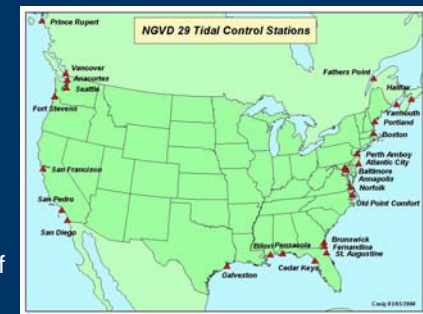 NGVD 29 Tidal Control Stations
Prince Rupert
Vancouver
Anacortes
Seattle
Fort Stevens
Fathers Point
Halifax
Yarmouth
Portland
Boston
Perth Amboy
Atlantic City
Baltimore
Annapolis
Norfolk
Old Point Comfort
San Francisco
San Pedro
San Diego
Brunswick
Fernandina
St. Augustine
Biloxi
Pensacola
Cedar Keys
Galveston
f